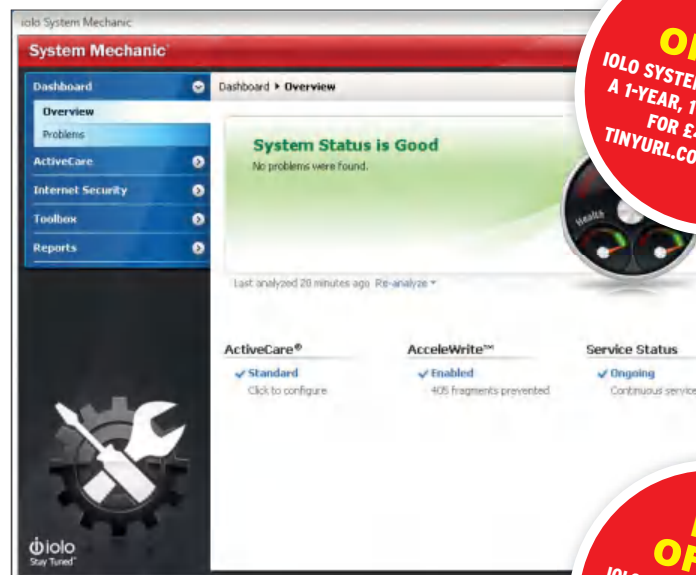 iolo System Mechanic
System Mechanic
Dashboard
Overview
Problems
ActiveCare
Internet Security
Toolbox
Reports
Dashboard ▸ Overview
System Status is Good
No problems were found.
Health
Last analyzed 20 minutes ago Re-analyze
ActiveCare®
Standard
Click to configure
AcceleWrite™
Enabled
405 fragments prevented
Service Status
Ongoing
Continuous service
iolo
Stay Tuned™
IOLO
A 1-YEAR,
FOR